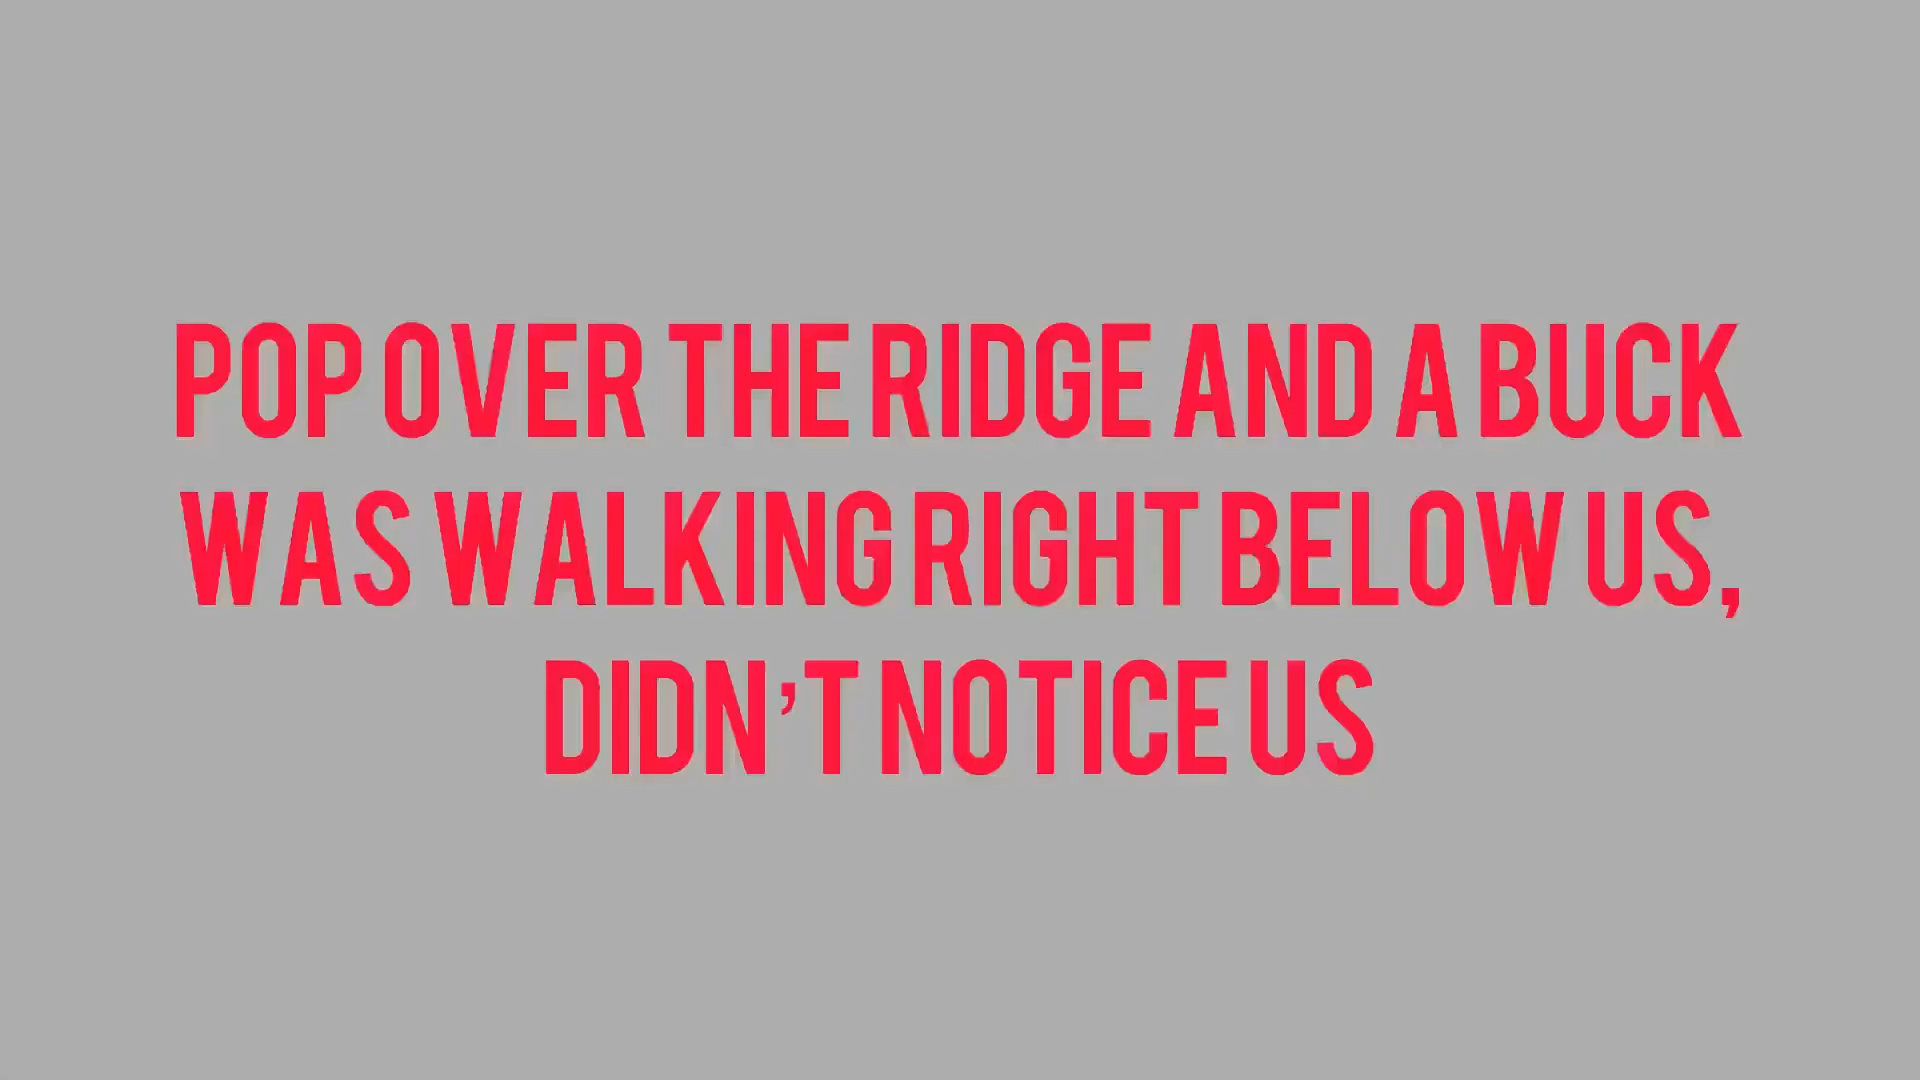 POP OVER THE RIDGE AND A BUCK
WAS WALKING RIGHT BELOW US,
DIDN’T NOTICE US